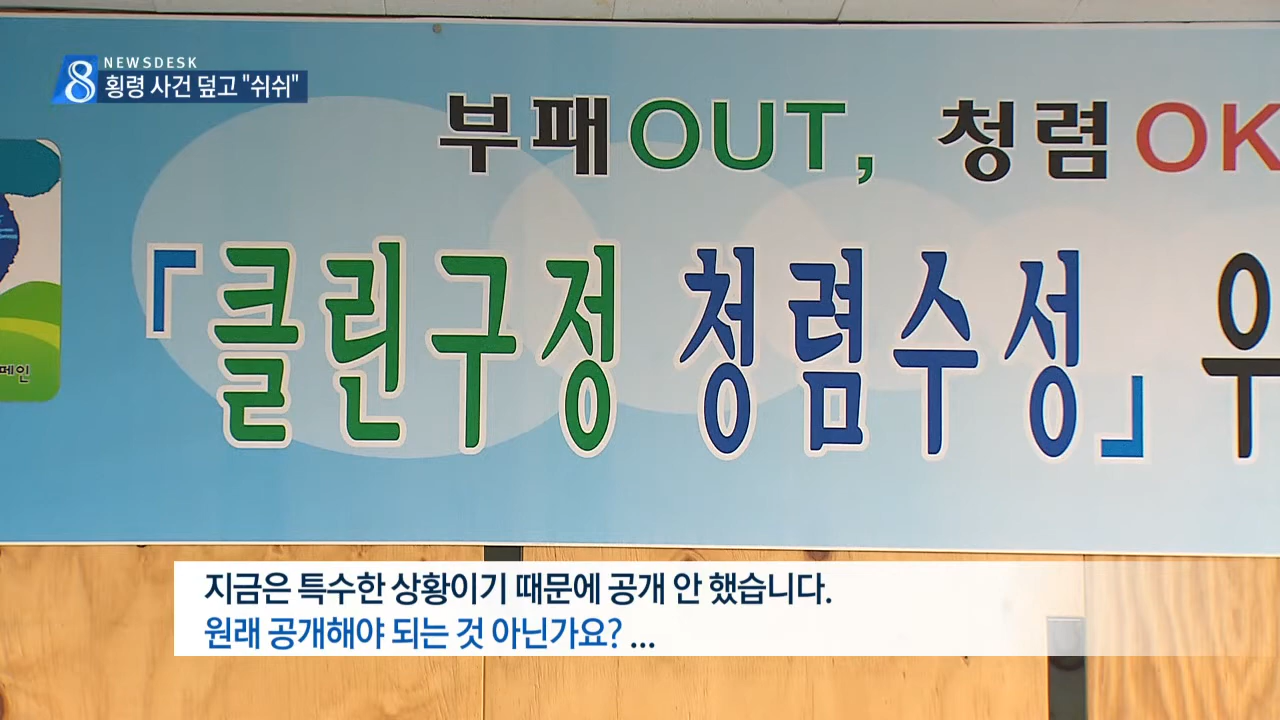 NEWSDESK
8 횡령 사건 덮고 "쉬쉬"
부패OUT, 청렴OK
「클린구정 청렴수성」 우
메인
지금은 특수한 상황이기 때문에 공개 안 했습니다.
원래 공개해야 되는 것 아닌가요? ...